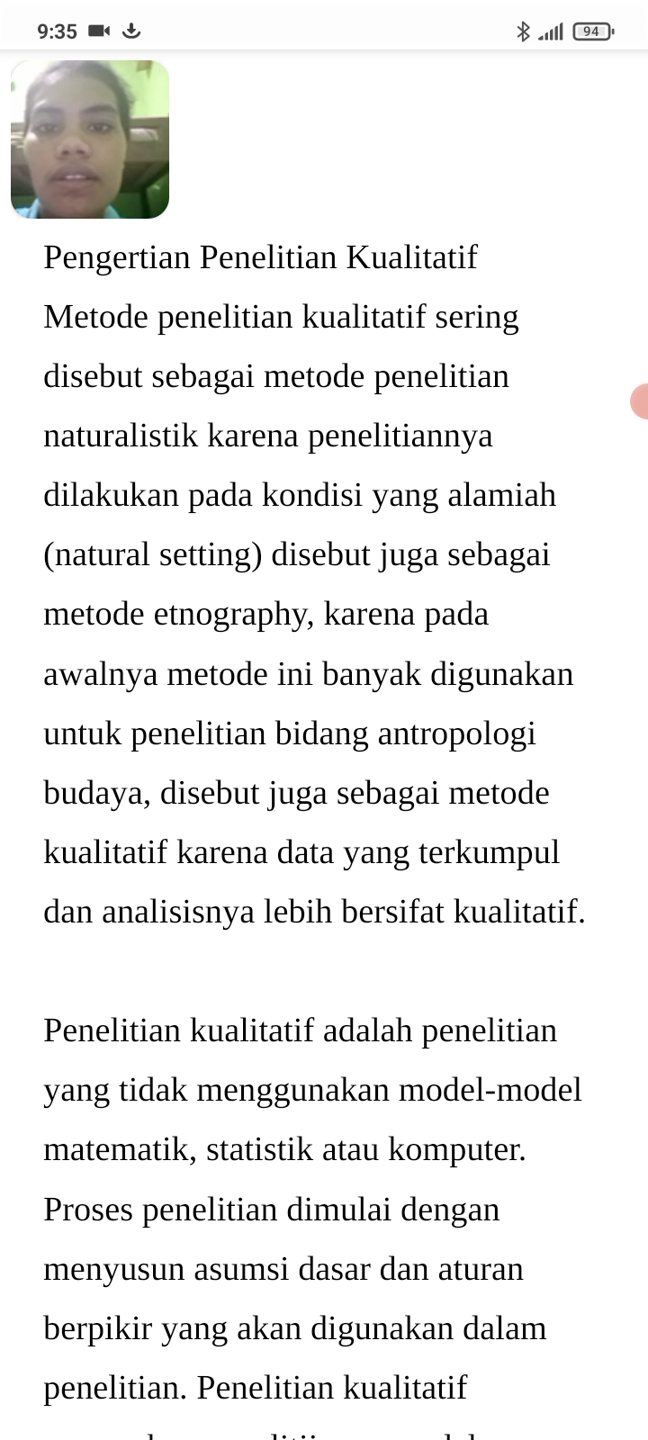 9:35
94
Pengertian Penelitian Kualitatif
Metode penelitian kualitatif sering
disebut sebagai metode penelitian
naturalistik karena penelitiannya
dilakukan pada kondisi yang alamiah
(natural setting) disebut juga sebagai
metode etnography, karena pada
awalnya metode ini banyak digunakan
untuk penelitian bidang antropologi
budaya, disebut juga sebagai metode
kualitatif karena data yang terkumpul
dan analisisnya lebih bersifat kualitatif.
Penelitian kualitatif adalah penelitian
yang tidak menggunakan model-model
matematik, statistik atau komputer.
Proses penelitian dimulai dengan
menyusun asumsi dasar dan aturan
berpikir yang akan digunakan dalam
penelitian. Penelitian kualitatif